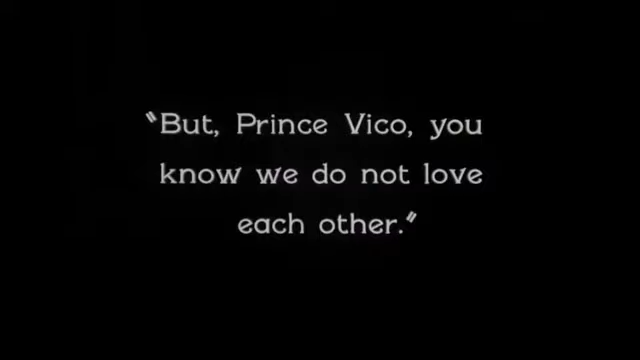 "But, Prince Vico, you
know we do not love
each other."